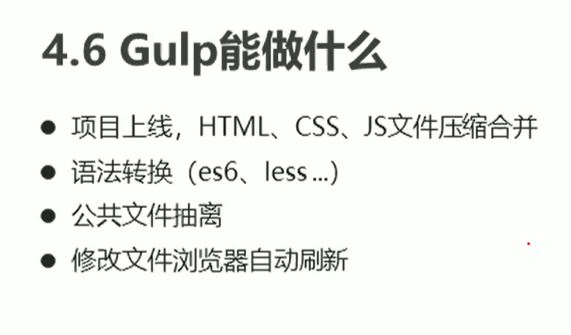 4.6 Gulp能做什么
● 项目上线，HTML、CSS、JS文件压缩合并
● 语法转换（es6、less ...）
● 公共文件抽离
● 修改文件浏览器自动刷新